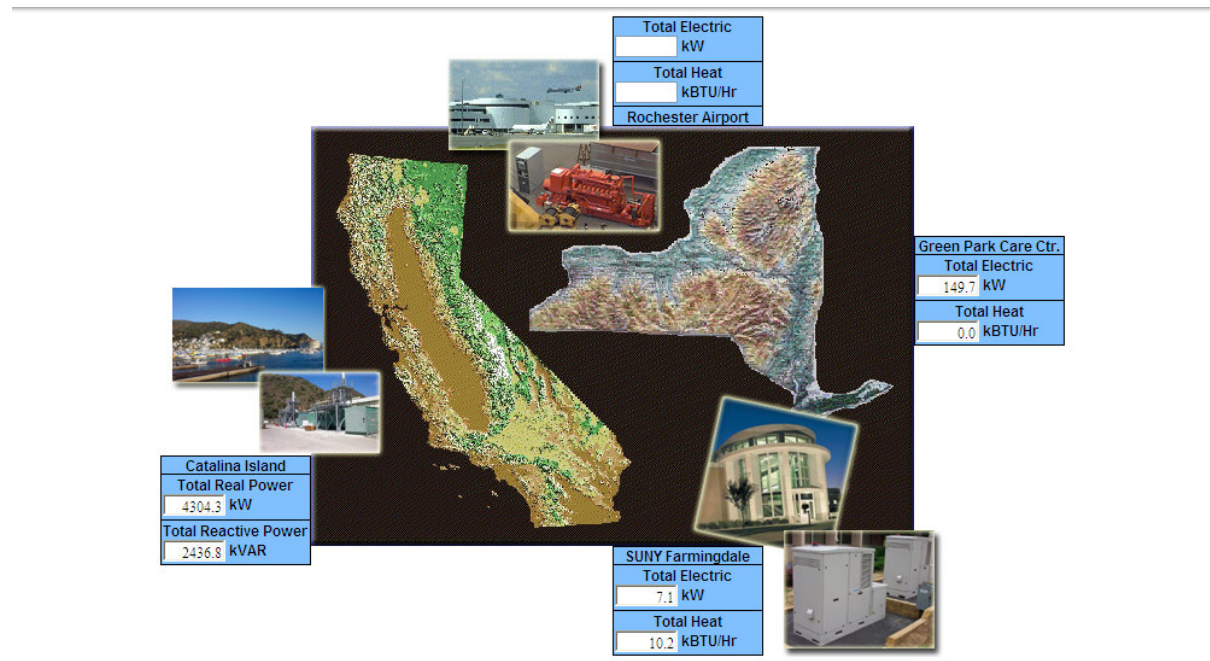 Total Electric
kW
Total Heat
kBTU/Hr
Rochester Airport
Green Park Care Ctr.
Total Electric
149.7 kW
Total Heat
0.0 kBTU/Hr
Catalina Island
Total Real Power
4304.3 kW
Total Reactive Power
2436.8 kVAR
SUNY Farmingdale
Total Electric
7.1 kW
Total Heat
10.2 kBTU/Hr